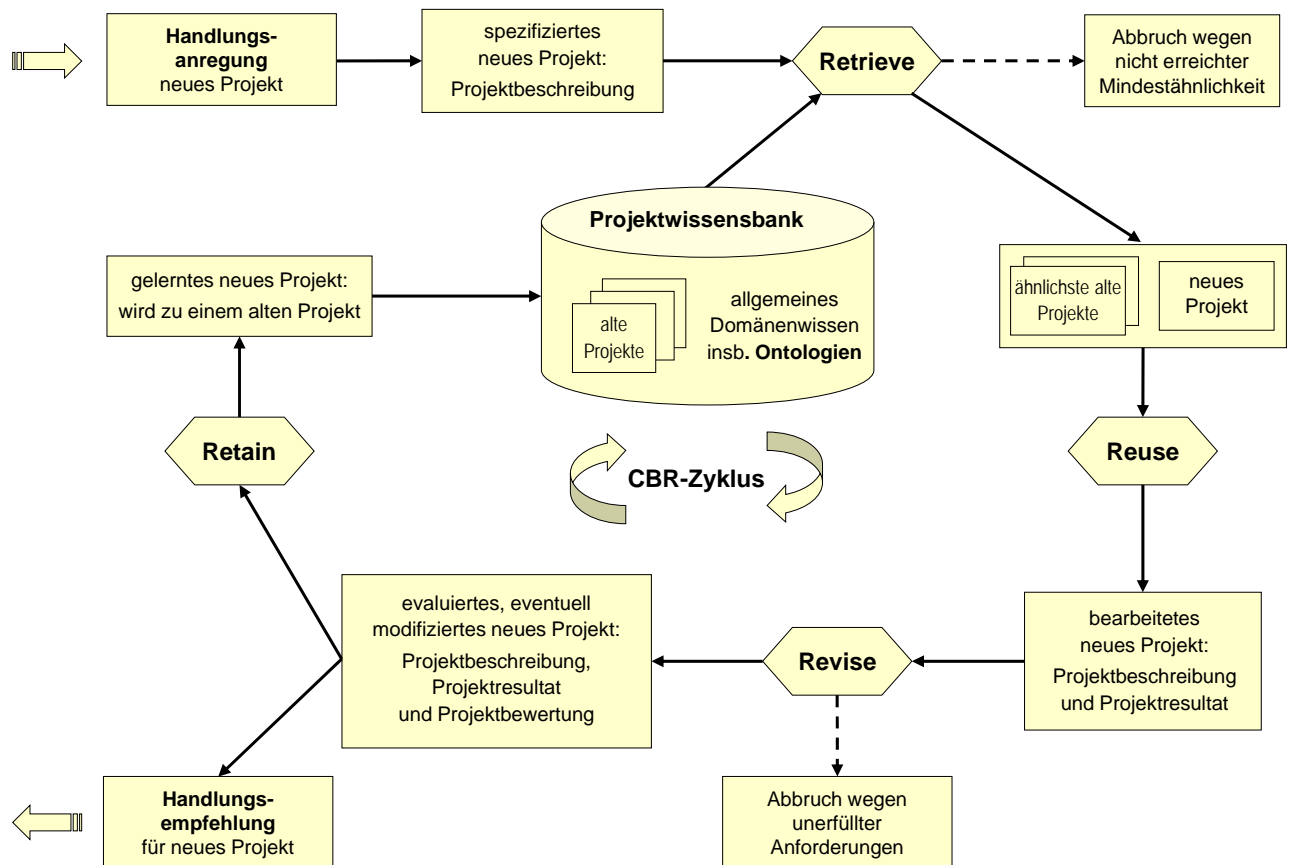 Handlungs-
anregung
neues Projekt
spezifiziertes
neues Projekt:
Projektbeschreibung
Retrieve
Abbruch wegen
nicht erreichter
Mindestähnlichkeit
Projektwissensbank
alte
Projekte
allgemeines
Domänenwissen
insb. Ontologien
gelerntes neues Projekt:
wird zu einem alten Projekt
ähnlichste alte
Projekte
neues
Projekt
Retain
CBR-Zyklus
Reuse
evaluiertes, eventuell
modifiziertes neues Projekt:
Projektbeschreibung,
Projektresultat
und Projektbewertung
Revise
bearbeitetes
neues Projekt:
Projektbeschreibung
und Projektresultat
Handlungs-
empfehlung
für neues Projekt
Abbruch wegen
unerfüllter
Anforderungen